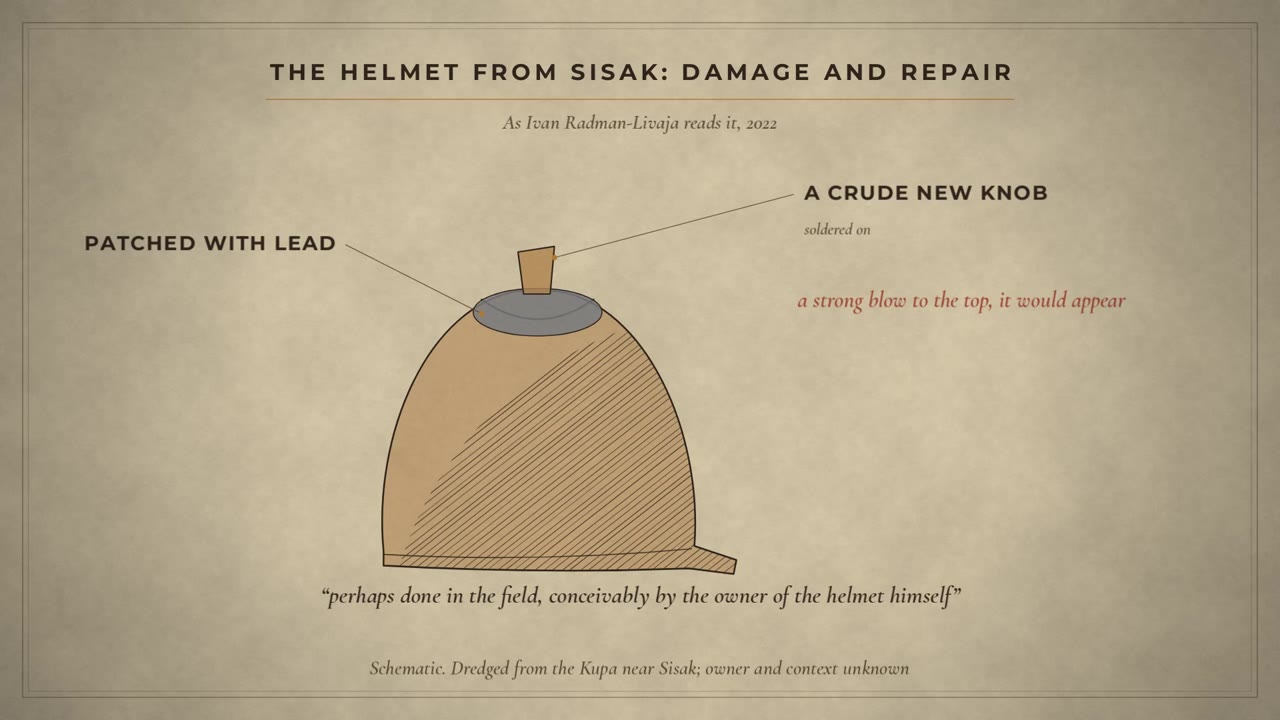 THE HELMET FROM SISAK: DAMAGE AND REPAIR
As Ivan Radman-Livaja reads it, 2022
A CRUDE NEW KNOB
soldered on
PATCHED WITH LEAD
a strong blow to the top, it would appear
“perhaps done in the field, conceivably by the owner of the helmet himself”
Schematic. Dredged from the Kupa near Sisak; owner and context unknown